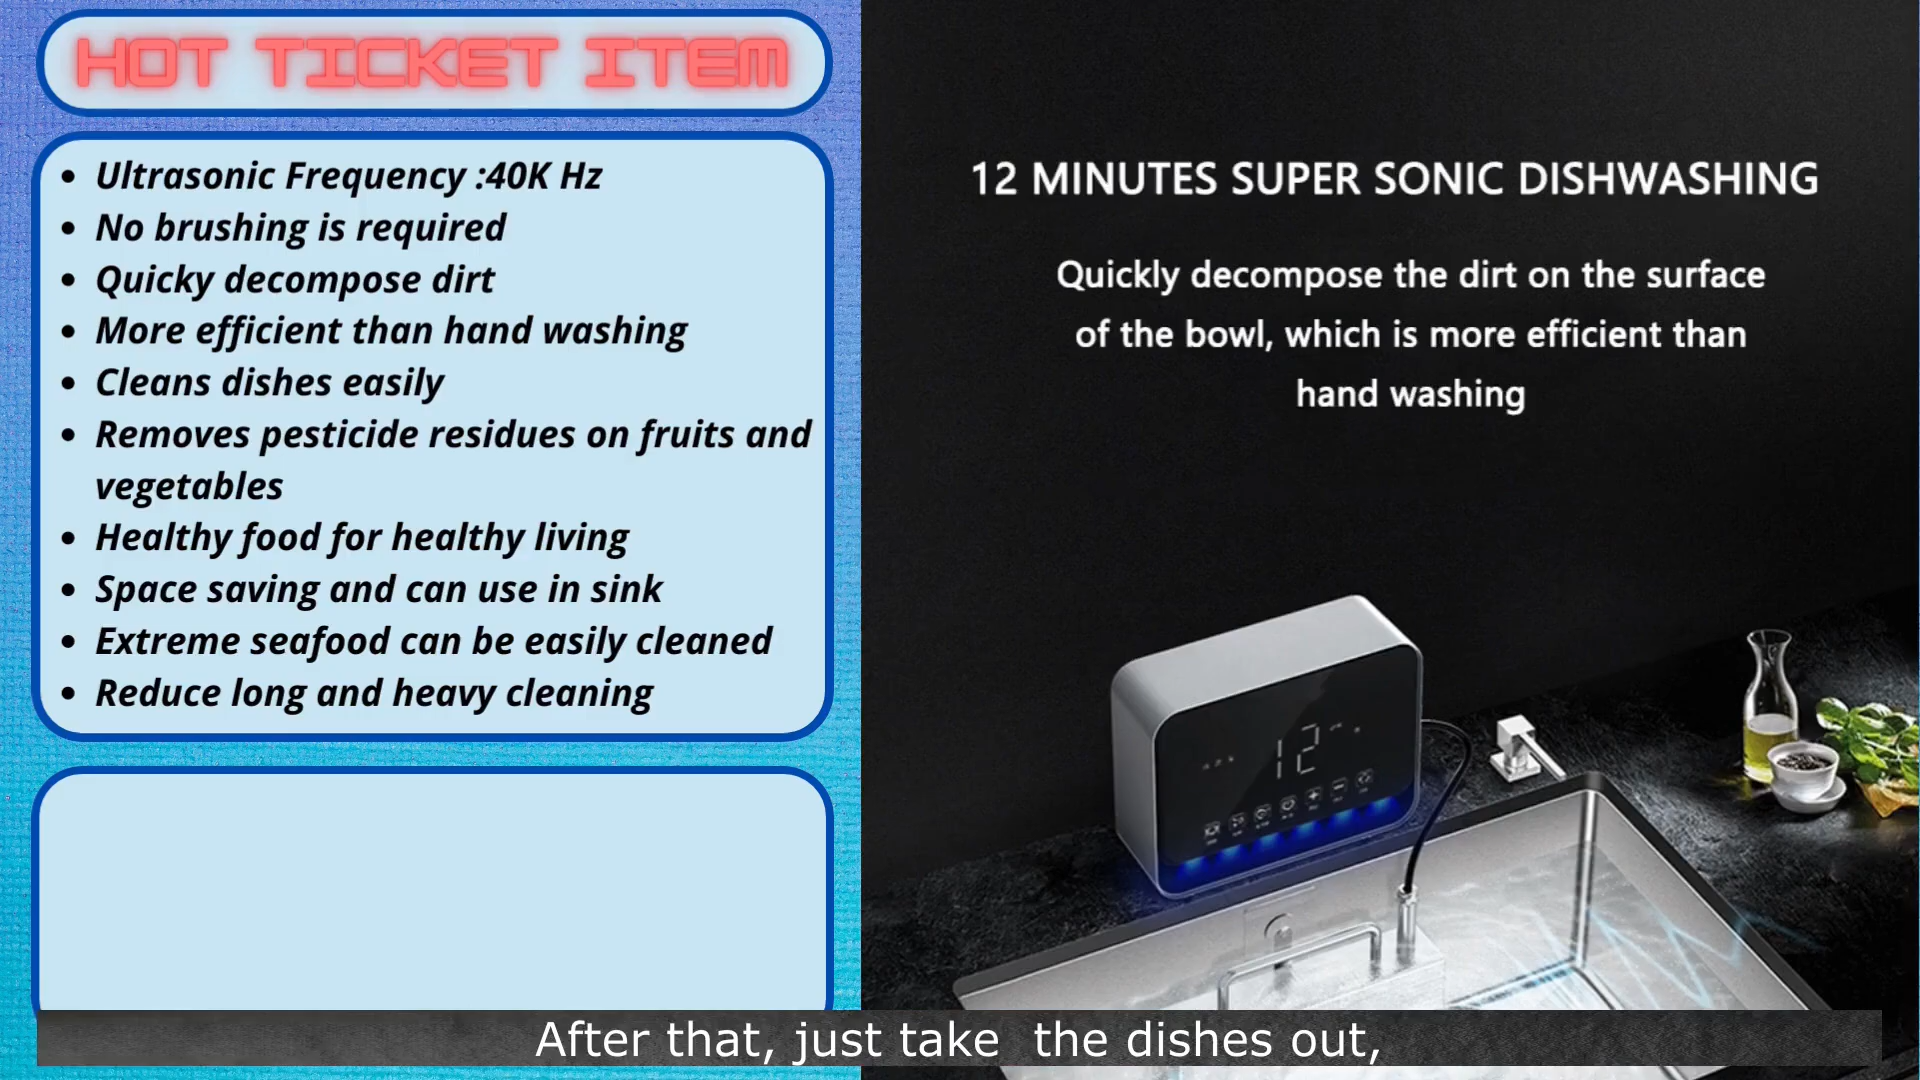 HOT TICKET ITEM
• Ultrasonic Frequency :40K Hz
• No brushing is required
• Quicky decompose dirt
• More efficient than hand washing
• Cleans dishes easily
• Removes pesticide residues on fruits and
vegetables
• Healthy food for healthy living
• Space saving and can use in sink
• Extreme seafood can be easily cleaned
• Reduce long and heavy cleaning
12 MINUTES SUPER SONIC DISHWASHING
Quickly decompose the dirt on the surface
of the bowl, which is more efficient than
hand washing
12
After that, just take the dishes out,